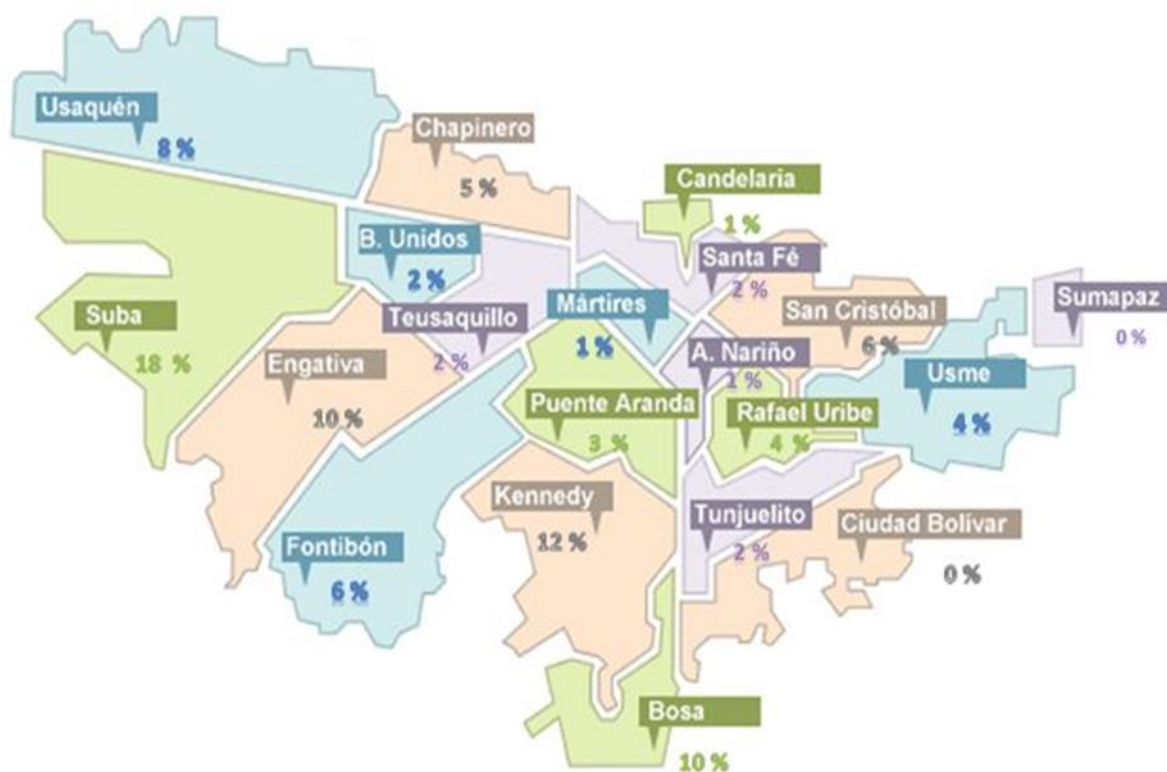 Usaquén
8 %
Chapinero
5 %
Candelaria
1 %
B. Unidos
2 %
Santa Fé
2 %
Suba
18 %
Teusaquillo
2 %
Mártires
1 %
San Cristóbal
6 %
Sumapaz
0 %
Engativa
10 %
A. Nariño
1 %
Usme
4 %
Puente Aranda
3 %
Rafael Uribe
4 %
Kennedy
12 %
Tunjuelito
2 %
Ciudad Bolívar
0 %
Fontibón
6 %
Bosa
10 %